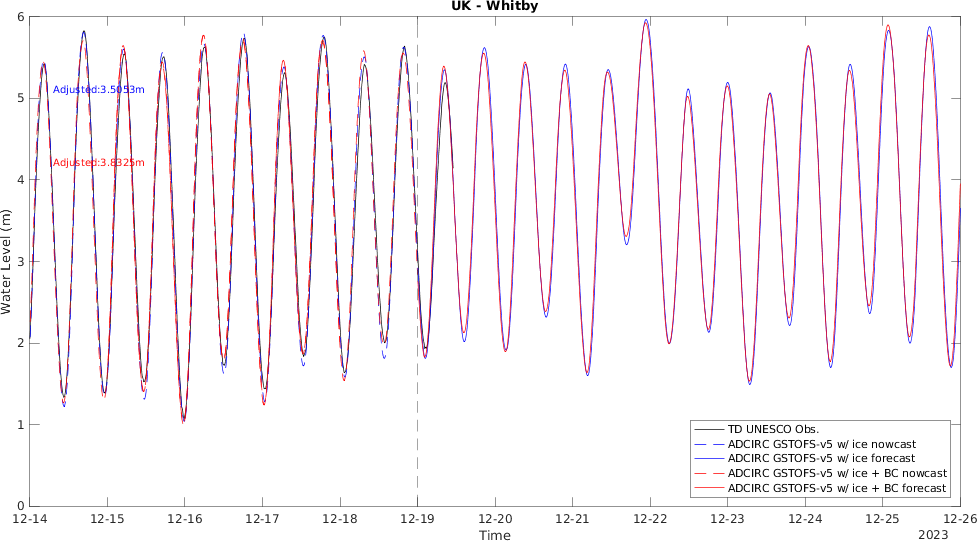 UK - Whitby
6
5
4
3
2
1
0
Water Level (m)
Adjusted:3.5053m
Adjusted:3.8325m
TD UNESCO Obs.
ADCIRC GSTOFS-v5 w/ ice nowcast
ADCIRC GSTOFS-v5 w/ ice forecast
ADCIRC GSTOFS-v5 w/ ice + BC nowcast
ADCIRC GSTOFS-v5 w/ ice + BC forecast
12-14 12-15 12-16 12-17 12-18 12-19 12-20 12-21 12-22 12-23 12-24 12-25 12-26
Time
2023